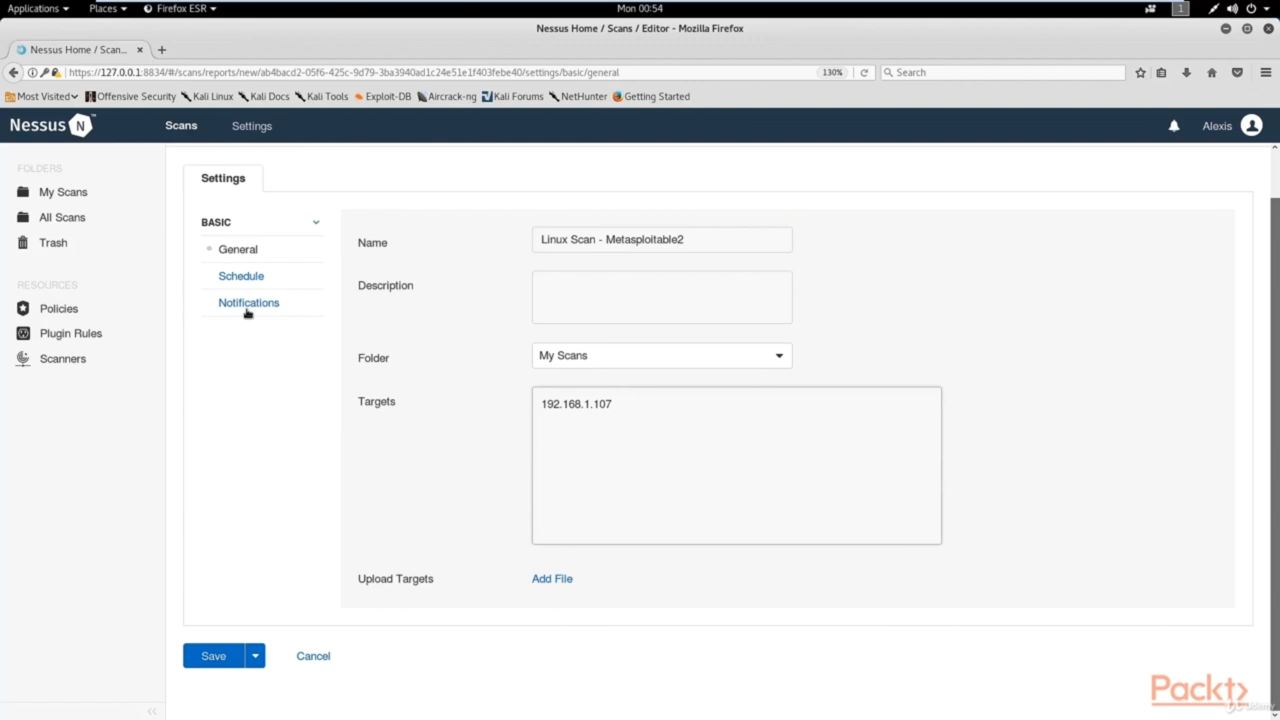 Applications Places Firefox ESR Mon 00:54 1
Nessus Home / Scans / Editor - Mozilla Firefox
Nessus Home / Scan...
https://127.0.0.1:8834/#/scans/reports/new/ab4bacd2-05f6-425c-9d79-3ba3940ad1c24e51e1f403febe40/settings/basic/general 130% Search
Most Visited Offensive Security Kali Linux Kali Docs Kali Tools Exploit-DB Aircrack-ng Kali Forums NetHunter Getting Started
Nessus N Scans Settings Alexis
FOLDERS
My Scans
All Scans
Trash
RESOURCES
Policies
Plugin Rules
Scanners
Settings
BASIC
General
Schedule
Notifications
Name Linux Scan - Metasploitable2
Description
Folder My Scans
Targets 192.168.1.107
Upload Targets Add File
Save Cancel
Packt
Udemy